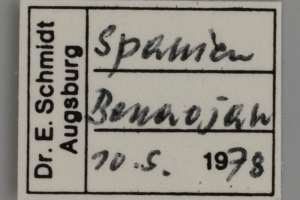 Dr. E. Schmidt
Augsburg
Spanien
Benaojan
10.5. 1978